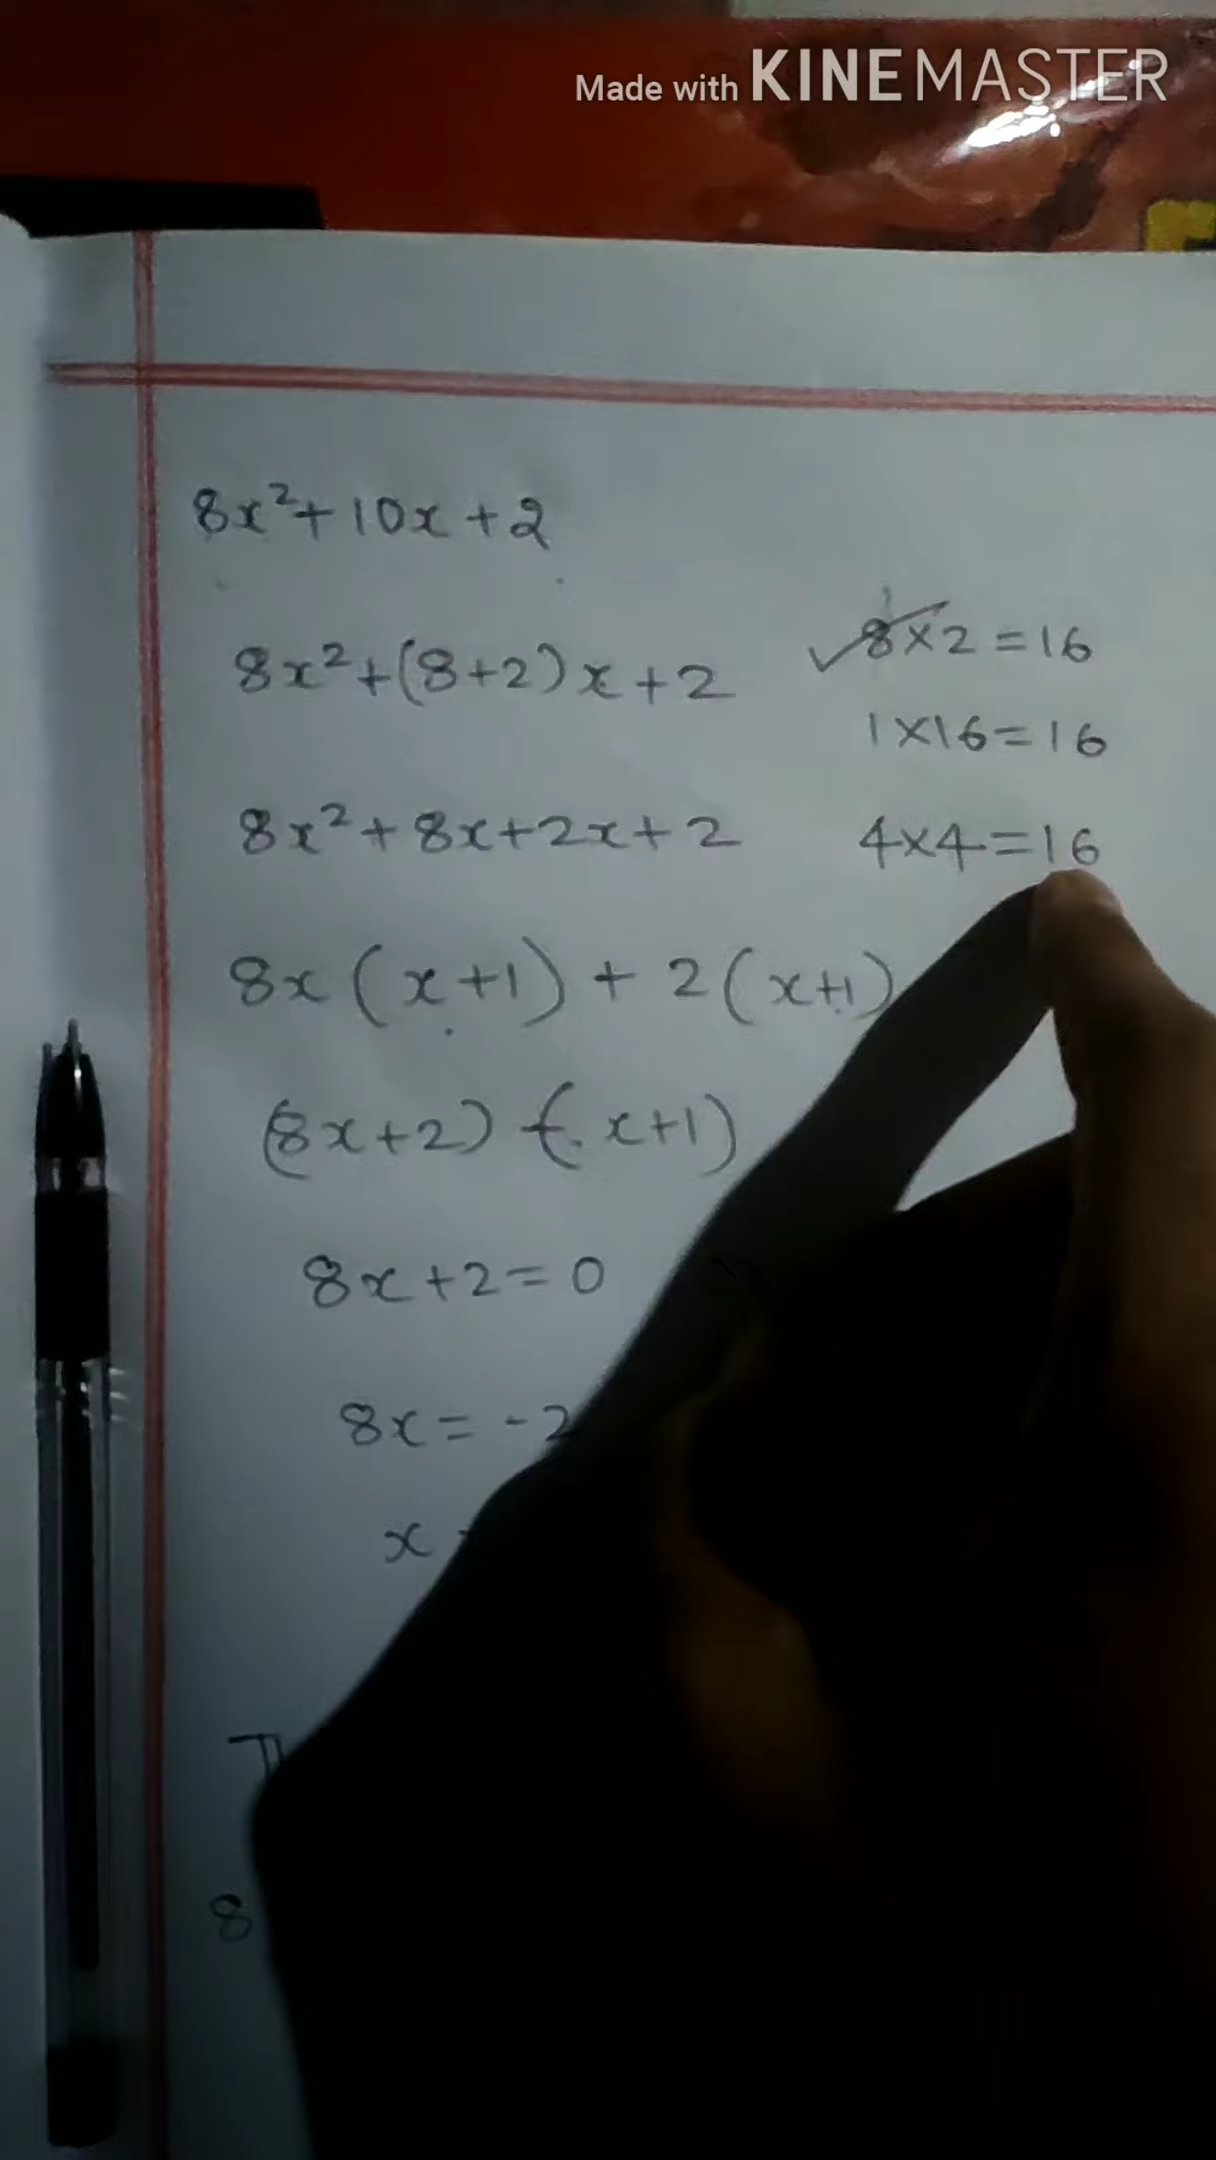 Made with KINEMASTER
8x²+10x+2
8x²+(8+2)x+2
8×2=16
1×16=16
8x²+8x+2x+2
4×4=16
8x(x+1)+2(x+1)
(8x+2)(x+1)
8x+2=0
8x=-2
x
8